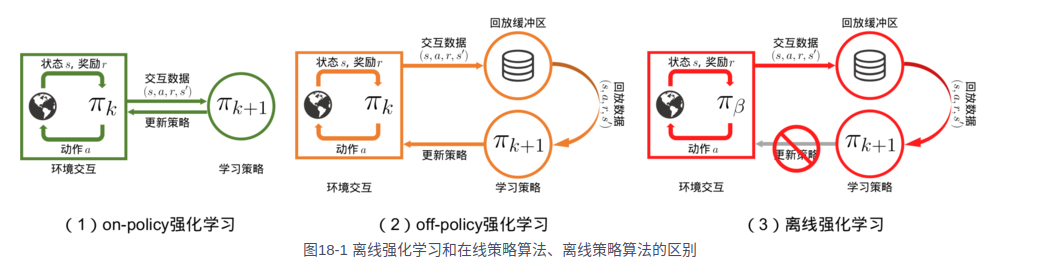 状态 s, 奖励 r
π_k
动作 a
环境交互
交互数据
(s, a, r, s′)
更新策略
π_{k+1}
学习策略
（1）on-policy强化学习
状态 s, 奖励 r
π_k
动作 a
环境交互
交互数据
(s, a, r, s′)
回放缓冲区
回放数据
(s, a, r, s′)
更新策略
π_{k+1}
学习策略
（2）off-policy强化学习
状态 s, 奖励 r
π_β
动作 a
环境交互
交互数据
(s, a, r, s′)
回放缓冲区
回放数据
(s, a, r, s′)
更新策略
π_{k+1}
学习策略
（3）离线强化学习
图18-1 离线强化学习和在线策略算法、离线策略算法的区别